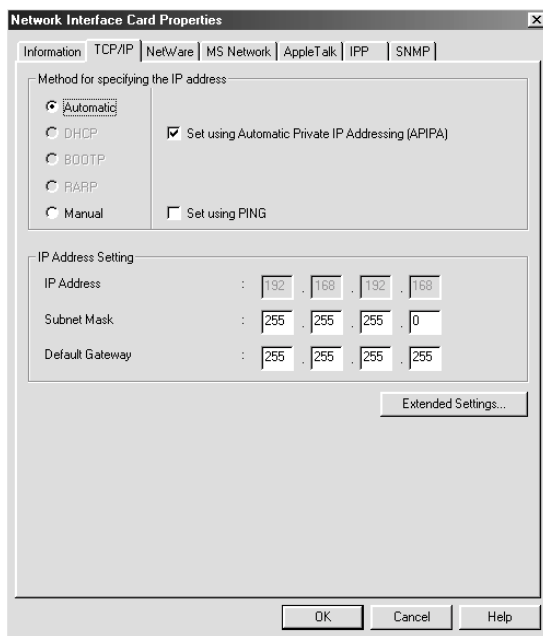 Network Interface Card Properties
Information TCP/IP NetWare MS Network AppleTalk IPP SNMP
Method for specifying the IP address
Automatic
DHCP Set using Automatic Private IP Addressing (APIPA)
BOOTP
RARP
Manual Set using PING
IP Address Setting
IP Address : 192 . 168 . 192 . 168
Subnet Mask : 255 . 255 . 255 . 0
Default Gateway : 255 . 255 . 255 . 255
Extended Settings...
OK Cancel Help